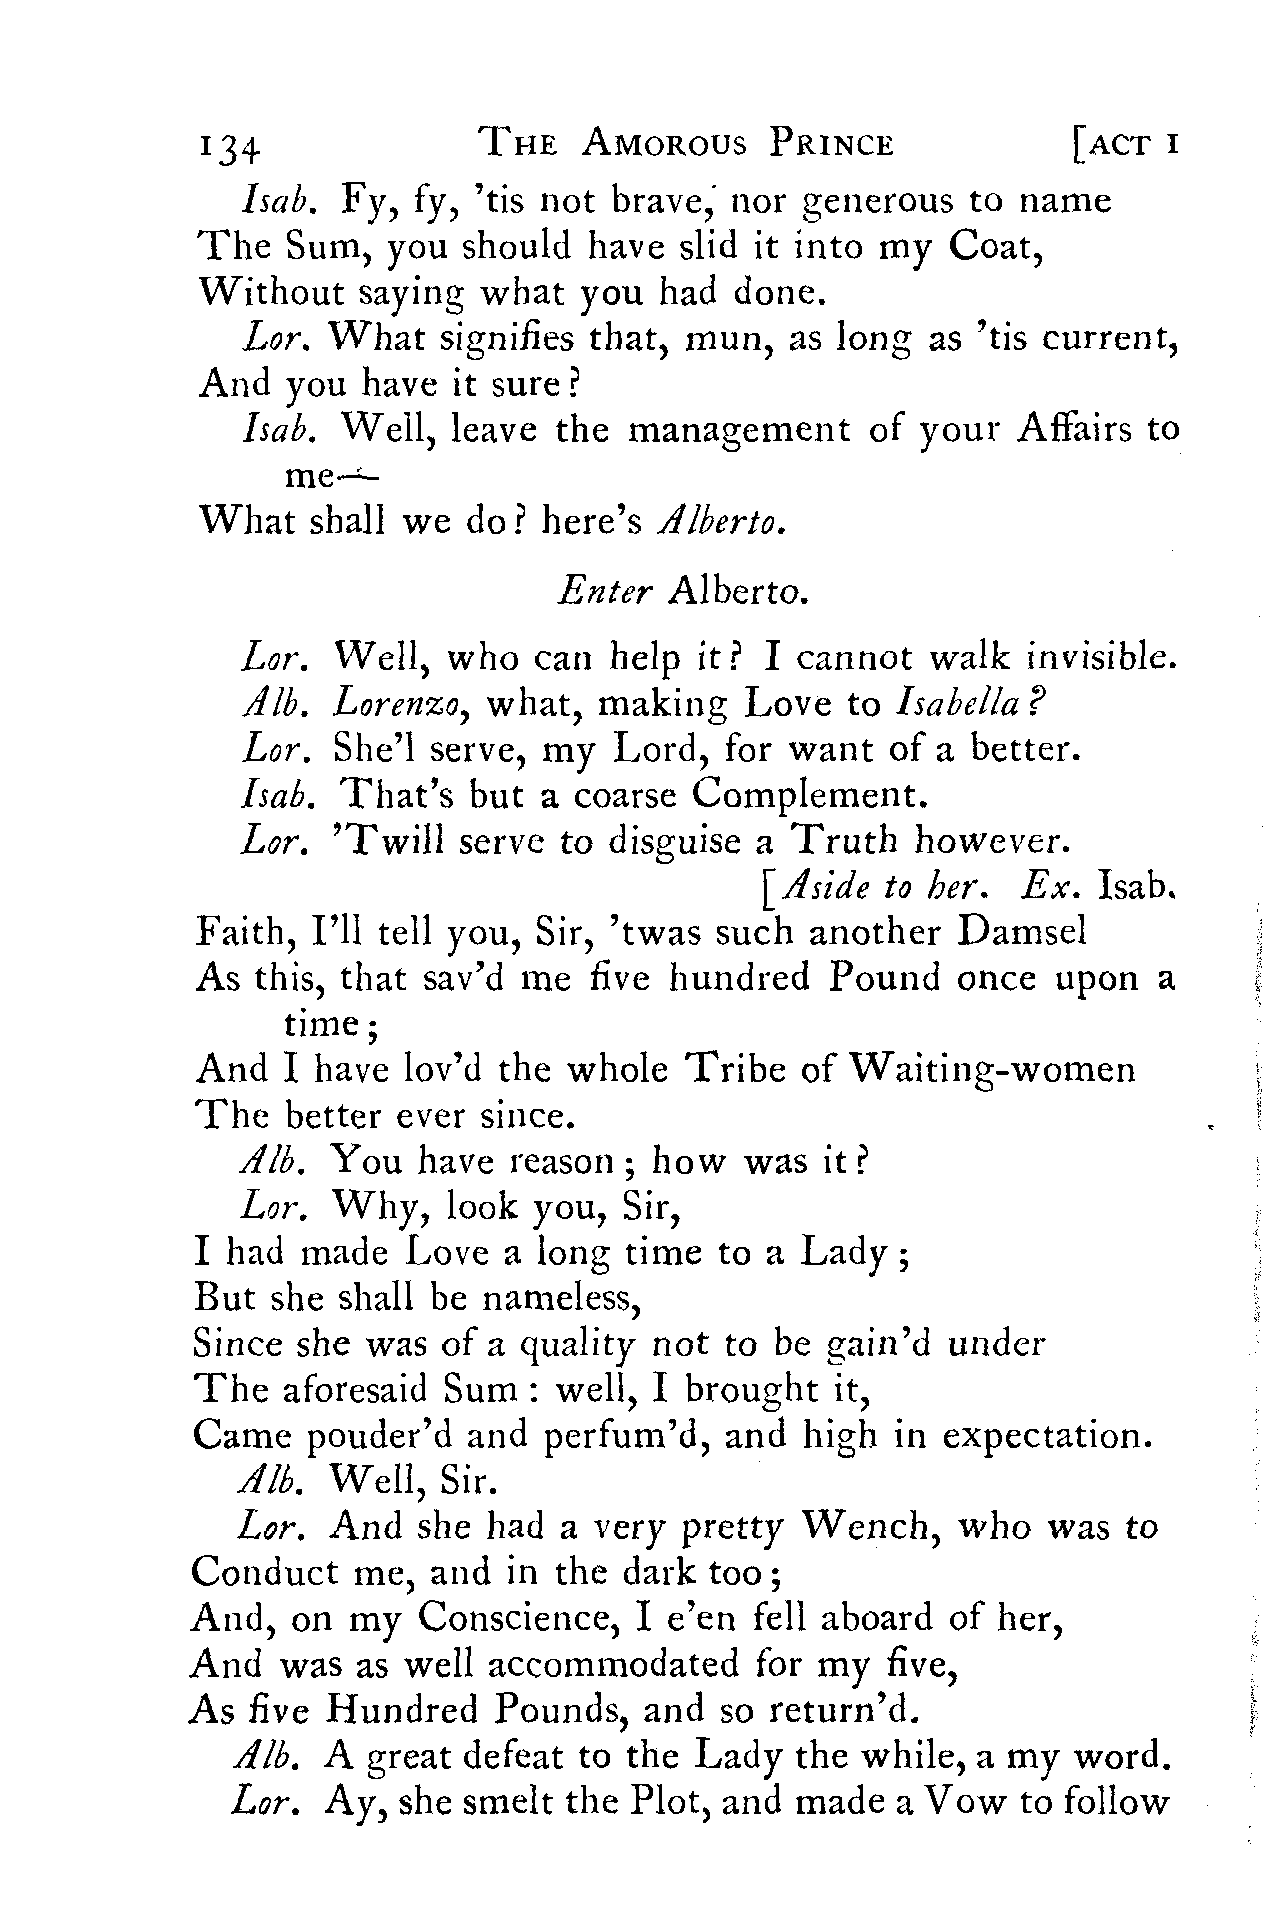 134 THE AMOROUS PRINCE [ACT I
Isab. Fy, fy, 'tis not brave, nor generous to name
The Sum, you should have slid it into my Coat,
Without saying what you had done.
Lor. What signifies that, mun, as long as 'tis current,
And you have it sure?
Isab. Well, leave the management of your Affairs to
me—
What shall we do? here's Alberto.
Enter Alberto.
Lor. Well, who can help it? I cannot walk invisible.
Alb. Lorenzo, what, making Love to Isabella?
Lor. She'l serve, my Lord, for want of a better.
Isab. That's but a coarse Complement.
Lor. 'Twill serve to disguise a Truth however.
[Aside to her. Ex. Isab.
Faith, I'll tell you, Sir, 'twas such another Damsel
As this, that sav'd me five hundred Pound once upon a
time;
And I have lov'd the whole Tribe of Waiting-women
The better ever since.
Alb. You have reason; how was it?
Lor. Why, look you, Sir,
I had made Love a long time to a Lady;
But she shall be nameless,
Since she was of a quality not to be gain'd under
The aforesaid Sum: well, I brought it,
Came pouder'd and perfum'd, and high in expectation.
Alb. Well, Sir.
Lor. And she had a very pretty Wench, who was to
Conduct me, and in the dark too;
And, on my Conscience, I e'en fell aboard of her,
And was as well accommodated for my five,
As five Hundred Pounds, and so return'd.
Alb. A great defeat to the Lady the while, a my word.
Lor. Ay, she smelt the Plot, and made a Vow to follow